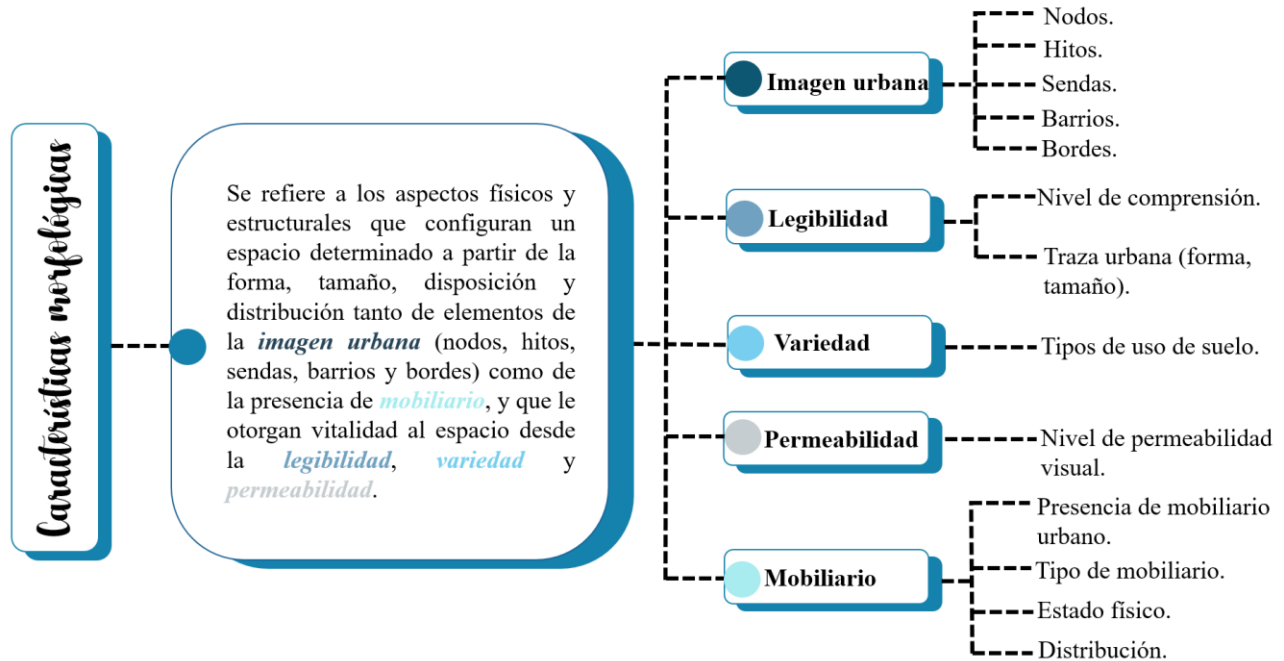 Características morfológicas
Se refiere a los aspectos físicos y
estructurales que configuran un
espacio determinado a partir de la
forma, tamaño, disposición y
distribución tanto de elementos de
la imagen urbana (nodos, hitos,
sendas, barrios y bordes) como de
la presencia de mobiliario, y que le
otorgan vitalidad al espacio desde
la legibilidad, variedad y
permeabilidad.
Imagen urbana
Nodos.
Hitos.
Sendas.
Barrios.
Bordes.
Legibilidad
Nivel de comprensión.
Traza urbana (forma,
tamaño).
Variedad
Tipos de uso de suelo.
Permeabilidad
Nivel de permeabilidad
visual.
Mobiliario
Presencia de mobiliario
urbano.
Tipo de mobiliario.
Estado físico.
Distribución.